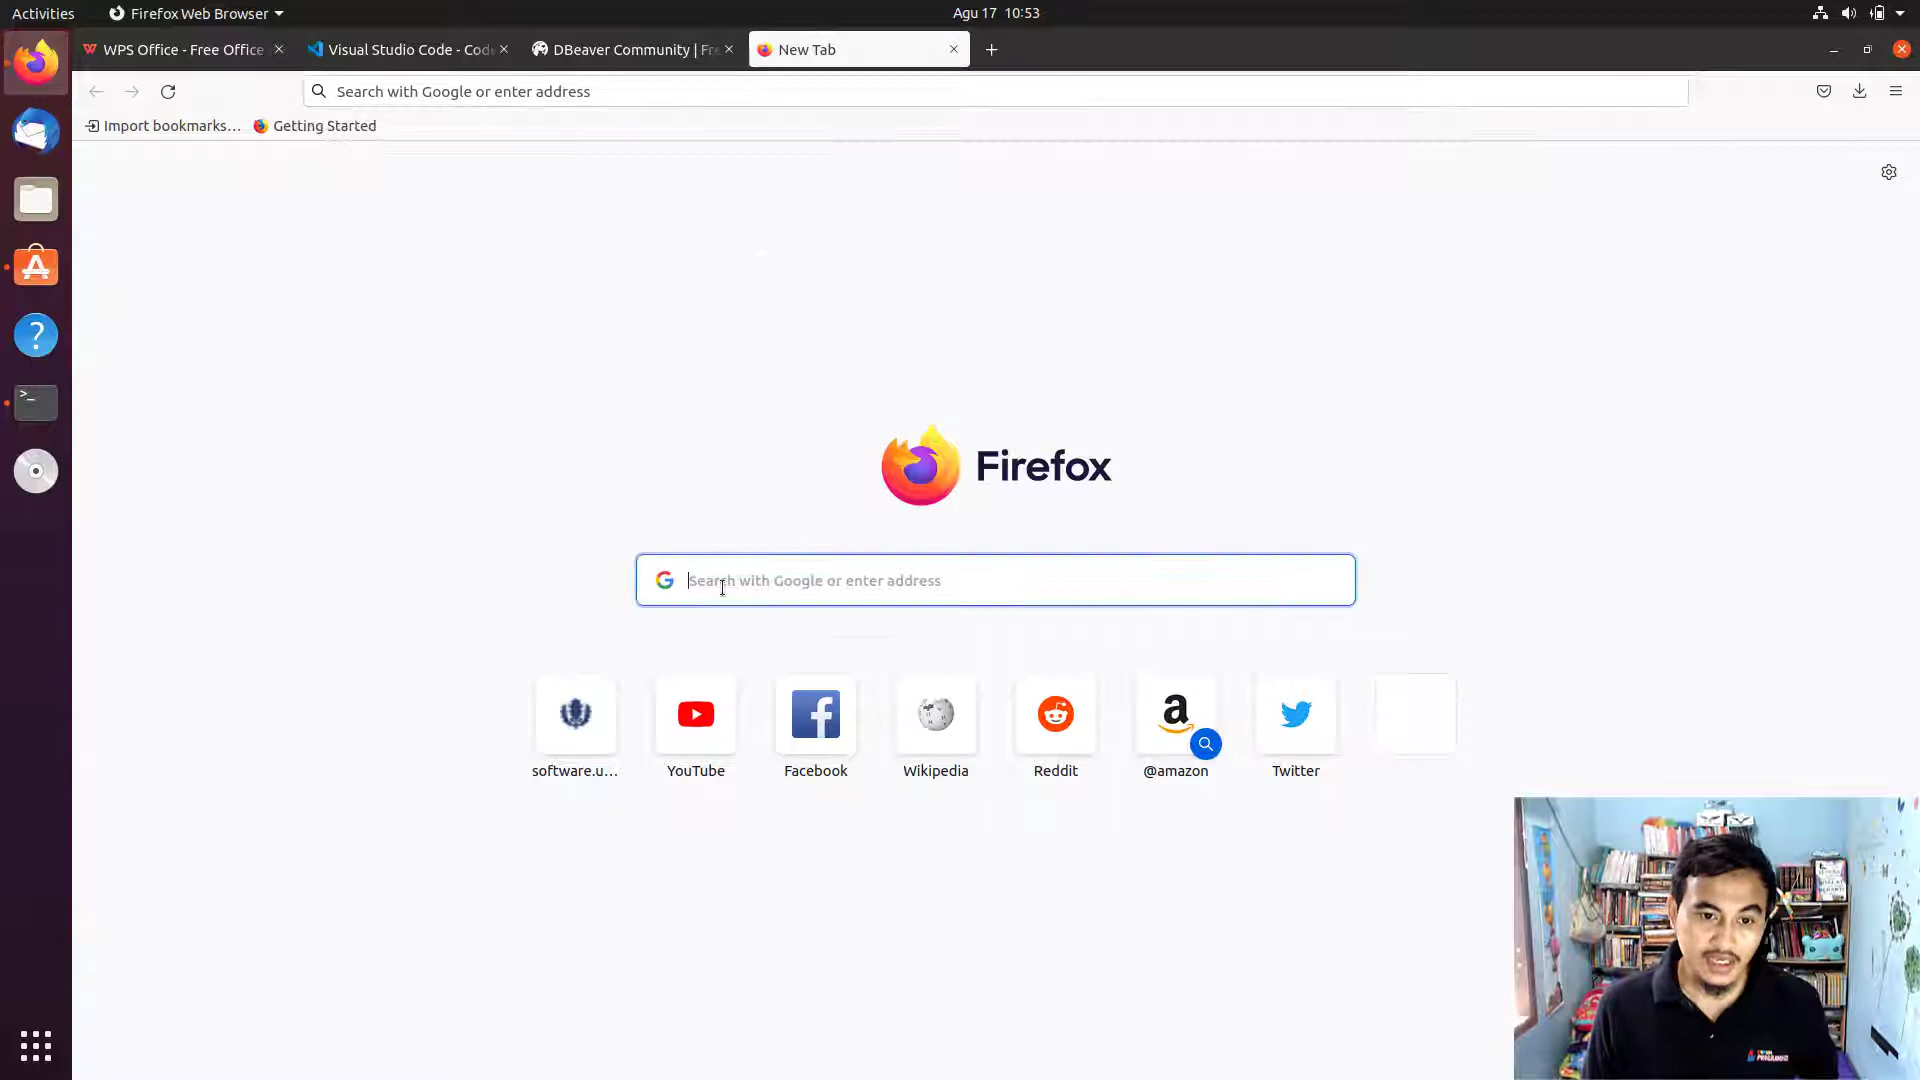 Activities
Firefox Web Browser
Agu 17 10:53
WPS Office - Free Office
Visual Studio Code - Cod
DBeaver Community | Fre
New Tab
Search with Google or enter address
Import bookmarks...
Getting Started
Firefox
Search with Google or enter address
software.u...
YouTube
Facebook
Wikipedia
Reddit
@amazon
Twitter